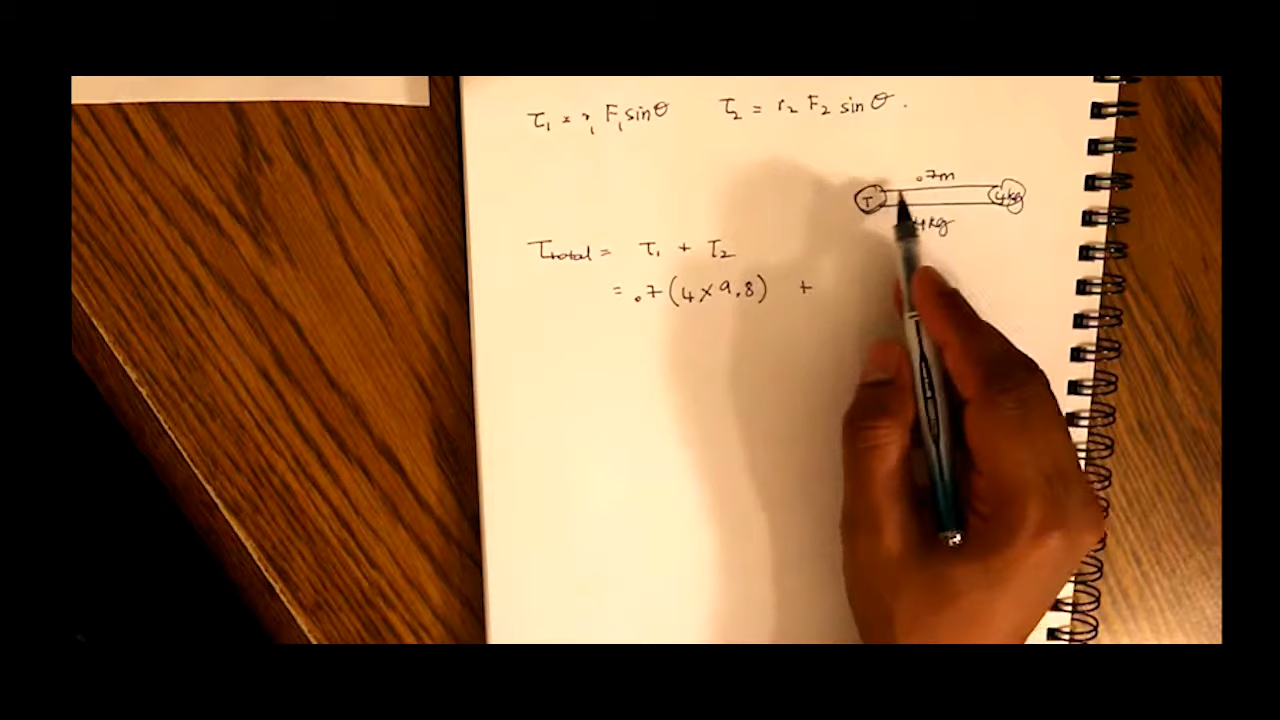 τ₁ = r₁ F₁ sinθ τ₂ = r₂ F₂ sinθ.
.7m
T 4kg
4kg
τtotal = τ₁ + τ₂
= .7(4×9.8) +